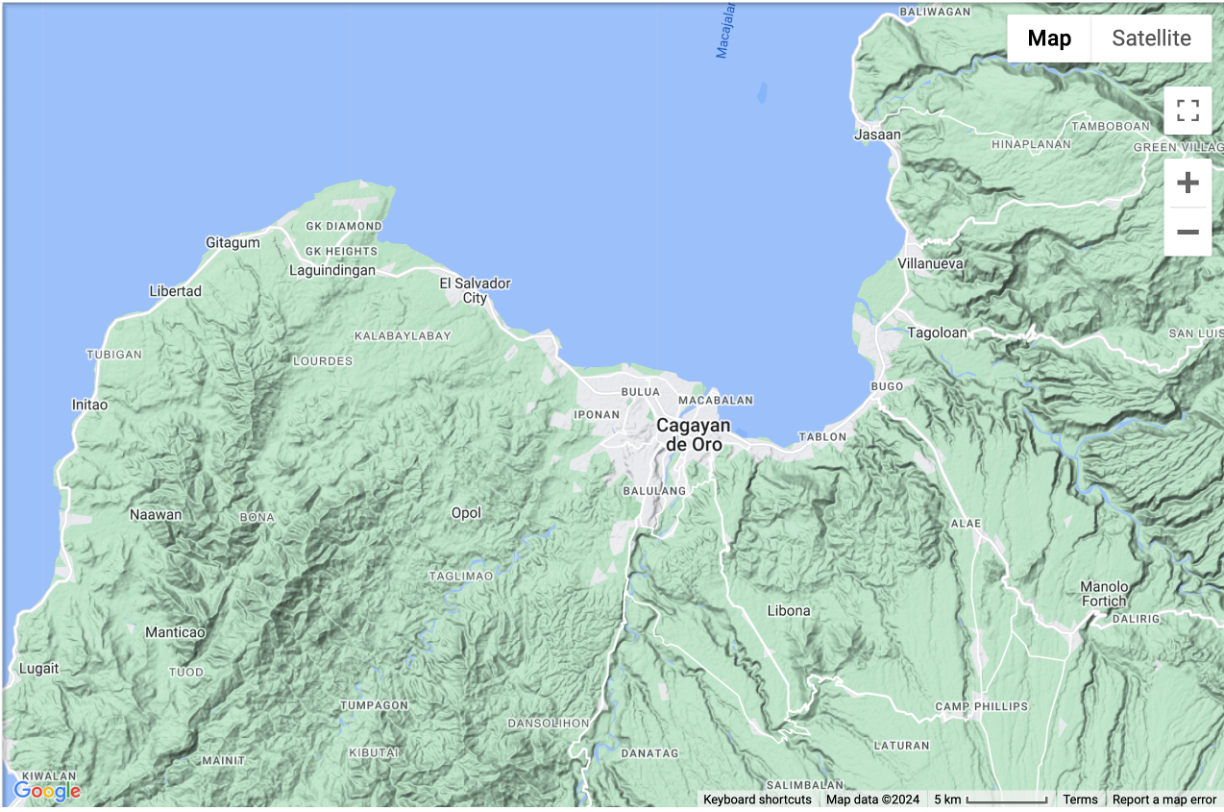 BALIWAGAN
Macajalar
Map
Satellite
Jasaan
TAMBOBOAN
HINAPLANAN
GREEN VILLAG
GK DIAMOND
Gitagum
GK HEIGHTS
Laguindingan
Villanueva
El Salvador
City
Libertad
Tagoloan
SAN LUIS
KALABAYLABAY
TUBIGAN
LOURDES
BUGO
BULUA
MACABALAN
Initao
IPONAN
Cagayan
de Oro
TABLON
BALULANG
Naawan
BONA
Opol
ALAE
TAGLIMAO
Manolo
Fortich
Libona
DALIRIG
Manticao
Lugait
TUOD
TUMPAGON
CAMP PHILLIPS
DANSOLIHON
LATURAN
KIBUTAI
DANATAG
MAINIT
KIWALAN
SALIMBALAN
Google
Keyboard shortcuts
Map data ©2024
5 km
Terms
Report a map error